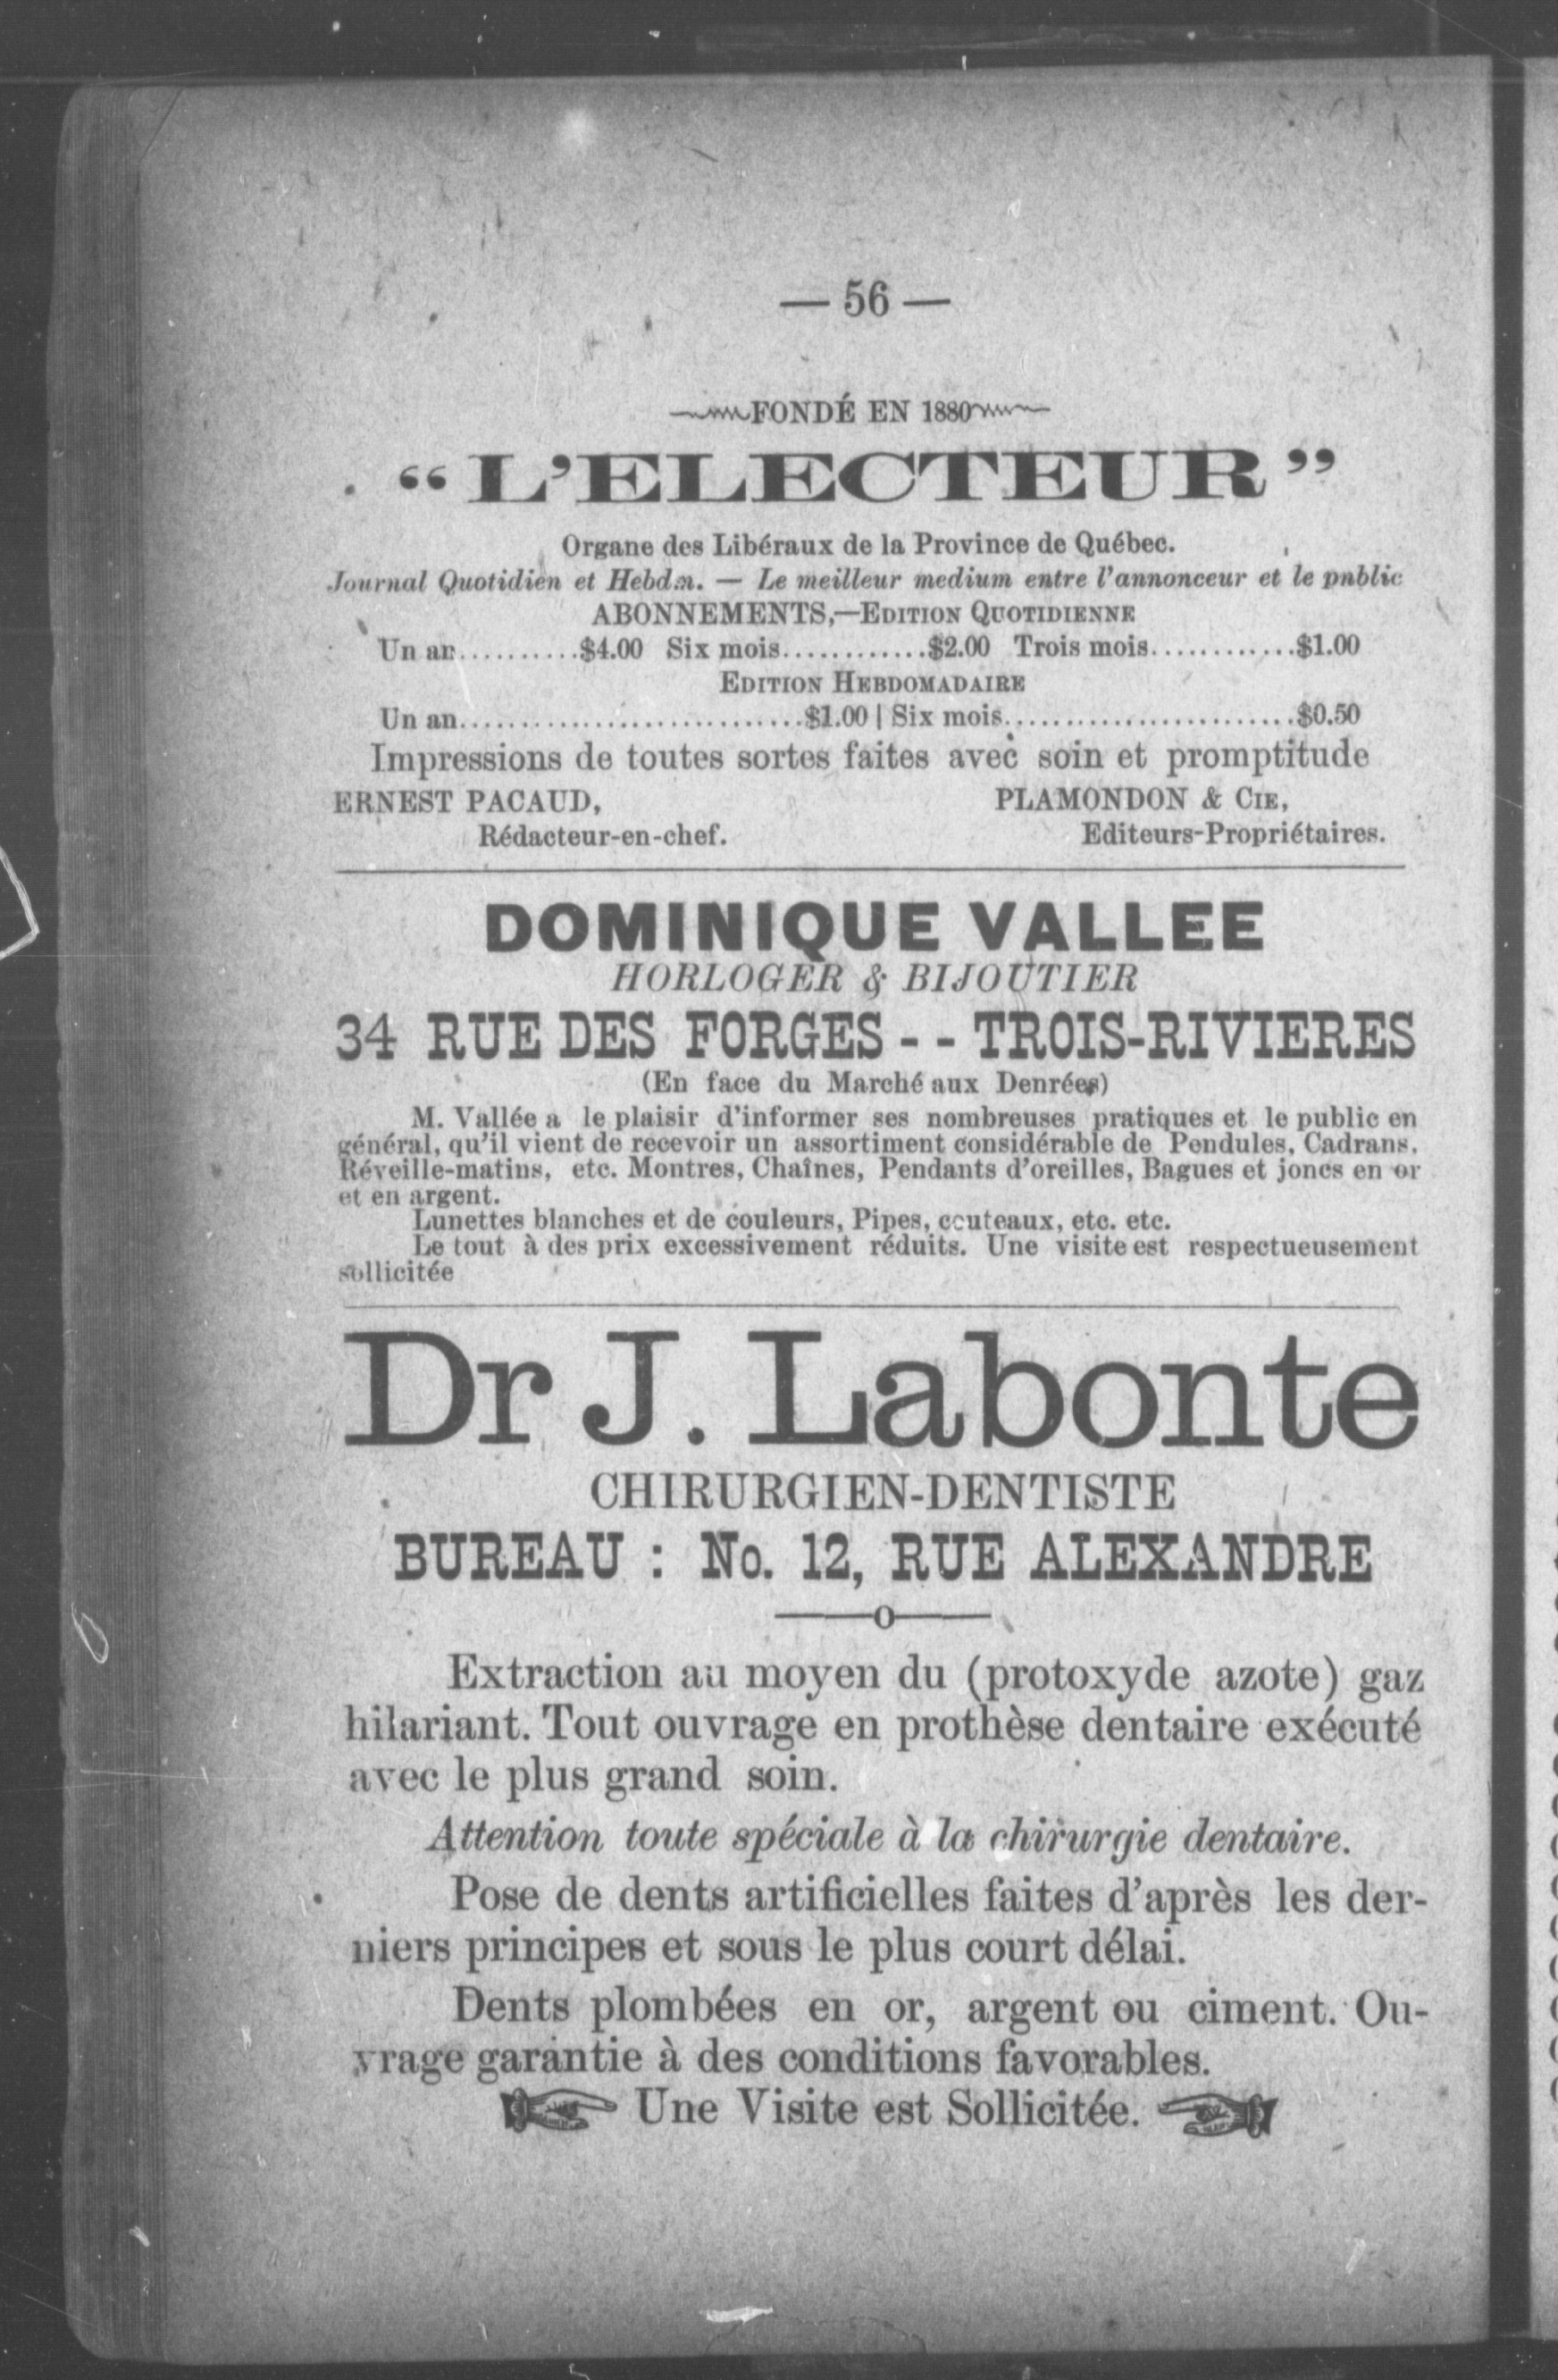 — 56 —
FONDÉ EN 1880
“ L'ELECTEUR ”
Organe des Libéraux de la Province de Québec.
Journal Quotidien et Hebdm. — Le meilleur medium entre l'annonceur et le pnblic
ABONNEMENTS,—EDITION QUOTIDIENNE
Un an...........$4.00 Six mois............$2.00 Trois mois............$1.00
EDITION HEBDOMADAIRE
Un an............................$1.00 | Six mois........................$0.50
Impressions de toutes sortes faites avec soin et promptitude
ERNEST PACAUD, PLAMONDON & CIE,
Rédacteur-en-chef. Editeurs-Propriétaires.
DOMINIQUE VALLEE
HORLOGER & BIJOUTIER
34 RUE DES FORGES - - TROIS-RIVIERES
(En face du Marché aux Denrées)
M. Vallée a le plaisir d'informer ses nombreuses pratiques et le public en
général, qu'il vient de recevoir un assortiment considérable de Pendules, Cadrans,
Réveille-matins, etc. Montres, Chaînes, Pendants d'oreilles, Bagues et joncs en or
et en argent.
Lunettes blanches et de couleurs, Pipes, couteaux, etc. etc.
Le tout à des prix excessivement réduits. Une visite est respectueusement
sollicitée
Dr J. Labonte
CHIRURGIEN-DENTISTE
BUREAU : No. 12, RUE ALEXANDRE
——o——
Extraction au moyen du (protoxyde azote) gaz
hilariant. Tout ouvrage en prothèse dentaire exécuté
avec le plus grand soin.
Attention toute spéciale à la chirurgie dentaire.
Pose de dents artificielles faites d'après les der-
niers principes et sous le plus court délai.
Dents plombées en or, argent ou ciment. Ou-
vrage garantie à des conditions favorables.
Une Visite est Sollicitée.